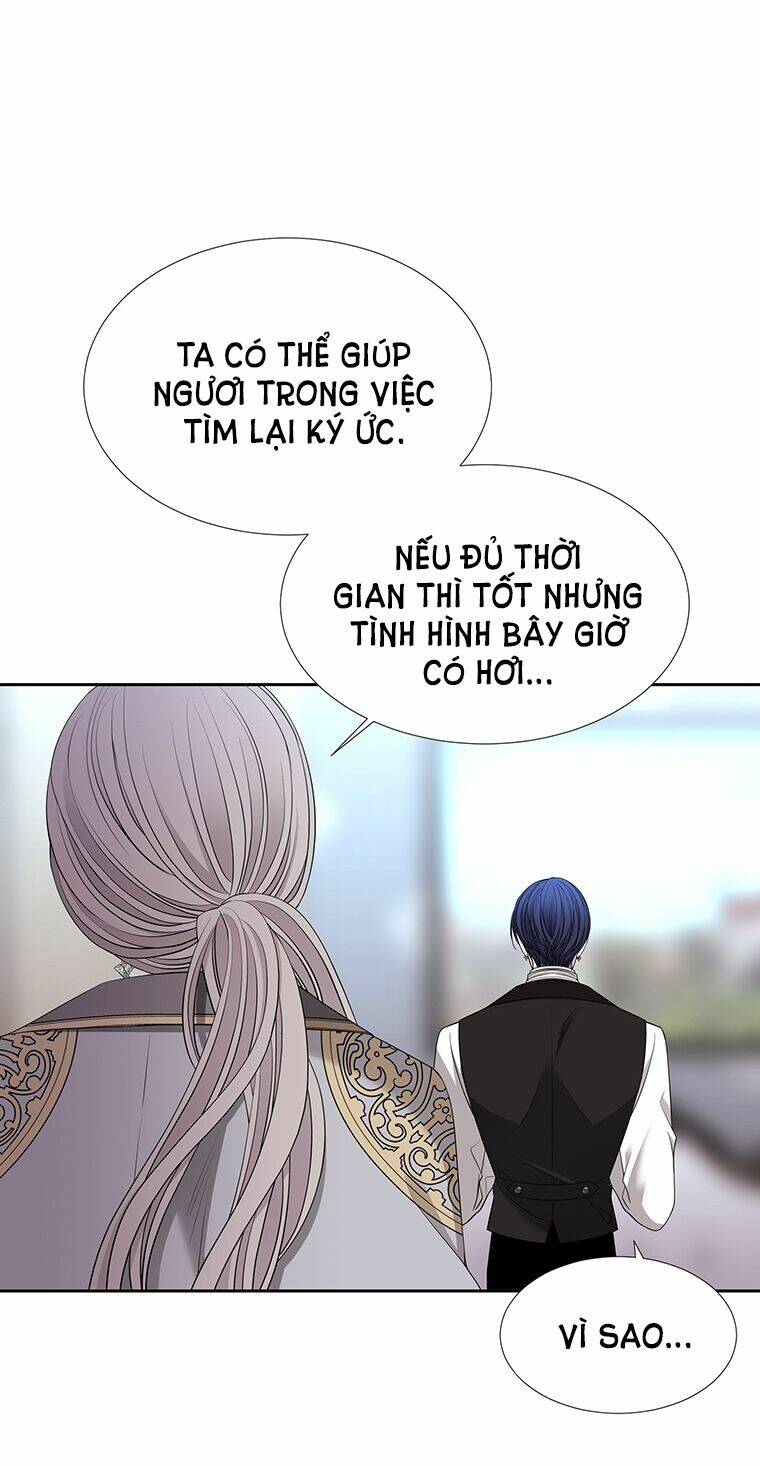 TA CÓ THỂ GIÚP
NGƯƠI TRONG VIỆC
TÌM LẠI KÝ ỨC.
NẾU ĐỦ THỜI
GIAN THÌ TỐT NHƯNG
TÌNH HÌNH BÂY GIỜ
CÓ HƠI...
VÌ SAO...